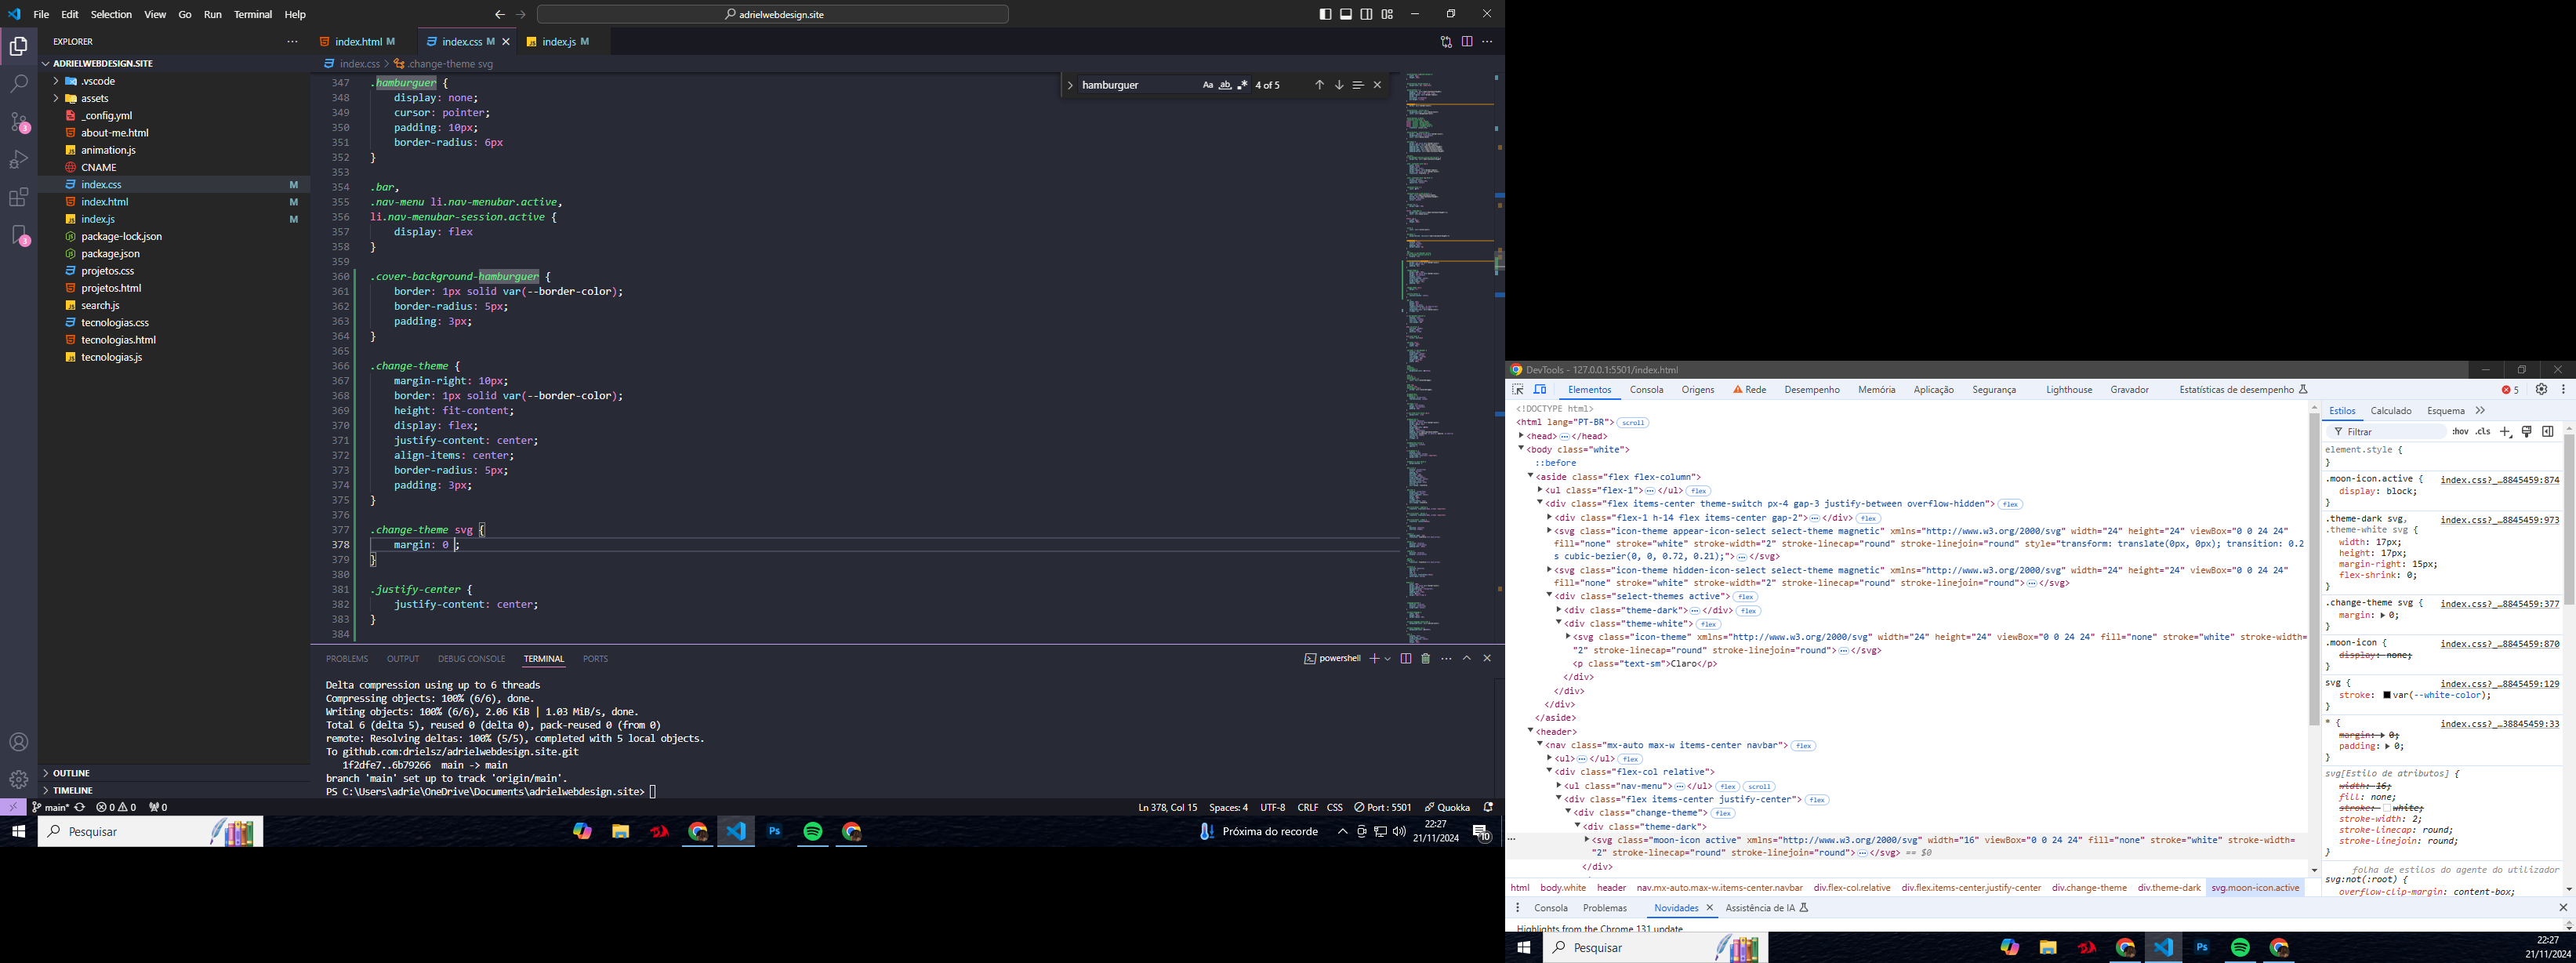 File Edit Selection View Go Run Terminal Help
adrielwebdesign.site
EXPLORER
ADRIELWEBDESIGN.SITE
.vscode
assets
_config.yml
about-me.html
animation.js
CNAME
index.css M
index.html M
index.js M
package-lock.json
package.json
projetos.css
projetos.html
search.js
tecnologias.css
tecnologias.html
tecnologias.js
OUTLINE
TIMELINE
index.html M index.css M index.js M
index.css > .change-theme svg
hamburguer Aa ab 4 of 5
347 .hamburguer {
348 display: none;
349 cursor: pointer;
350 padding: 10px;
351 border-radius: 6px
352 }
353
354 .bar,
355 .nav-menu li.nav-menubar.active,
356 li.nav-menubar-session.active {
357 display: flex
358 }
359
360 .cover-background-hamburguer {
361 border: 1px solid var(--border-color);
362 border-radius: 5px;
363 padding: 3px;
364 }
365
366 .change-theme {
367 margin-right: 10px;
368 border: 1px solid var(--border-color);
369 height: fit-content;
370 display: flex;
371 justify-content: center;
372 align-items: center;
373 border-radius: 5px;
374 padding: 3px;
375 }
376
377 .change-theme svg {
378 margin: 0 ;
379 }
380
381 .justify-center {
382 justify-content: center;
383 }
384
PROBLEMS OUTPUT DEBUG CONSOLE TERMINAL PORTS
powershell
Delta compression using up to 6 threads
Compressing objects: 100% (6/6), done.
Writing objects: 100% (6/6), 2.06 KiB | 1.03 MiB/s, done.
Total 6 (delta 5), reused 0 (delta 0), pack-reused 0 (from 0)
remote: Resolving deltas: 100% (5/5), completed with 5 local objects.
To github.com:drielsz/adrielwebdesign.site.git
1f2dfe7..6b79266 main -> main
branch 'main' set up to track 'origin/main'.
PS C:\Users\adrie\OneDrive\Documents\adrielwebdesign.site>
main* 0 0 0
Ln 378, Col 15 Spaces: 4 UTF-8 CRLF CSS Port : 5501 Quokka
Pesquisar
Próxima do recorde
22:27
21/11/2024
10
DevTools - 127.0.0.1:5501/index.html
Elementos Consola Origens Rede Desempenho Memória Aplicação Segurança Lighthouse Gravador Estatísticas de desempenho 5
<!DOCTYPE html>
<html lang="PT-BR"> scroll
<head> ⋯ </head>
<body class="white">
::before
<aside class="flex flex-column">
<ul class="flex-1"> ⋯ </ul> flex
<div class="flex items-center theme-switch px-4 gap-3 justify-between overflow-hidden"> flex
<div class="flex-1 h-14 flex items-center gap-2"> ⋯ </div> flex
<svg class="icon-theme appear-icon-select select-theme magnetic" xmlns="http://www.w3.org/2000/svg" width="24" height="24" viewBox="0 0 24 24"
fill="none" stroke="white" stroke-width="2" stroke-linecap="round" stroke-linejoin="round" style="transform: translate(0px, 0px); transition: 0.2
s cubic-bezier(0, 0, 0.72, 0.21);"> ⋯ </svg>
<svg class="icon-theme hidden-icon-select select-theme magnetic" xmlns="http://www.w3.org/2000/svg" width="24" height="24" viewBox="0 0 24 24"
fill="none" stroke="white" stroke-width="2" stroke-linecap="round" stroke-linejoin="round"> ⋯ </svg>
<div class="select-themes active"> flex
<div class="theme-dark"> ⋯ </div> flex
<div class="theme-white"> flex
<svg class="icon-theme" xmlns="http://www.w3.org/2000/svg" width="24" height="24" viewBox="0 0 24 24" fill="none" stroke="white" stroke-width=
"2" stroke-linecap="round" stroke-linejoin="round"> ⋯ </svg>
<p class="text-sm">Claro</p>
</div>
</div>
</div>
</aside>
<header>
<nav class="mx-auto max-w items-center navbar"> flex
<ul> ⋯ </ul> flex
<div class="flex-col relative">
<ul class="nav-menu"> ⋯ </ul> flex scroll
<div class="flex items-center justify-center"> flex
<div class="change-theme"> flex
<div class="theme-dark">
<svg class="moon-icon active" xmlns="http://www.w3.org/2000/svg" width="16" viewBox="0 0 24 24" fill="none" stroke="white" stroke-width=
"2" stroke-linecap="round" stroke-linejoin="round"> ⋯ </svg> == $0
</div>
html body.white header nav.mx-auto.max-w.items-center.navbar div.flex-col.relative div.flex.items-center.justify-center div.change-theme div.theme-dark svg.moon-icon.active
Estilos Calculado Esquema
Filtrar :hov .cls
element.style {
}
.moon-icon.active { index.css?_…8845459:874
display: block;
}
.theme-dark svg, index.css?_…8845459:973
.theme-white svg {
width: 17px;
height: 17px;
margin-right: 15px;
flex-shrink: 0;
}
.change-theme svg { index.css?_…8845459:377
margin: 0;
}
.moon-icon { index.css?_…8845459:870
display: none;
}
svg { index.css?_…8845459:129
stroke: var(--white-color);
}
* { index.css?_…38845459:33
margin: 0;
padding: 0;
}
svg[Estilo de atributos] {
width: 16;
fill: none;
stroke: white;
stroke-width: 2;
stroke-linecap: round;
stroke-linejoin: round;
}
folha de estilos do agente do utilizador
svg:not(:root) {
overflow-clip-margin: content-box;
Consola Problemas Novidades Assistência de IA
Highlights from the Chrome 131 update
Pesquisar
22:27
21/11/2024